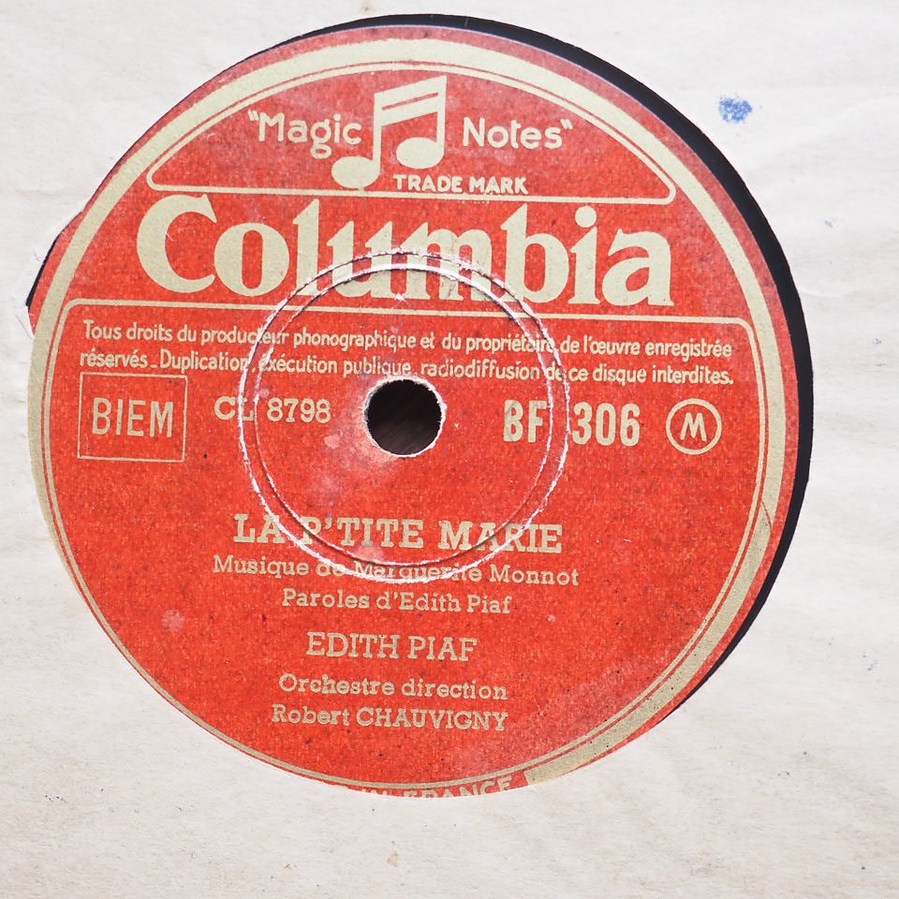 "Magic Notes"
TRADE MARK
Columbia
Tous droits du producteur phonographique et du propriétaire de l'œuvre enregistrée
réservés _ Duplication, exécution publique, radiodiffusion de ce disque interdites.
BIEM CL 8798 BF 306 M
LA P'TITE MARIE
Musique de Marguerite Monnot
Paroles d'Edith Piaf
EDITH PIAF
Orchestre direction
Robert CHAUVIGNY
IN FRANCE